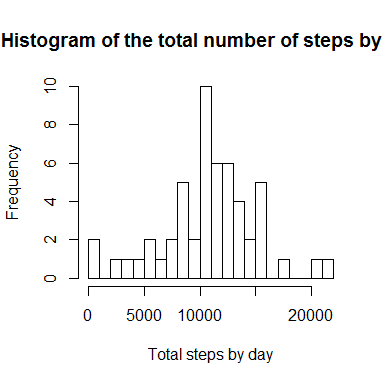 Histogram of the total number of steps by
Frequency
10
8
6
4
2
0
0 5000 10000 20000
Total steps by day